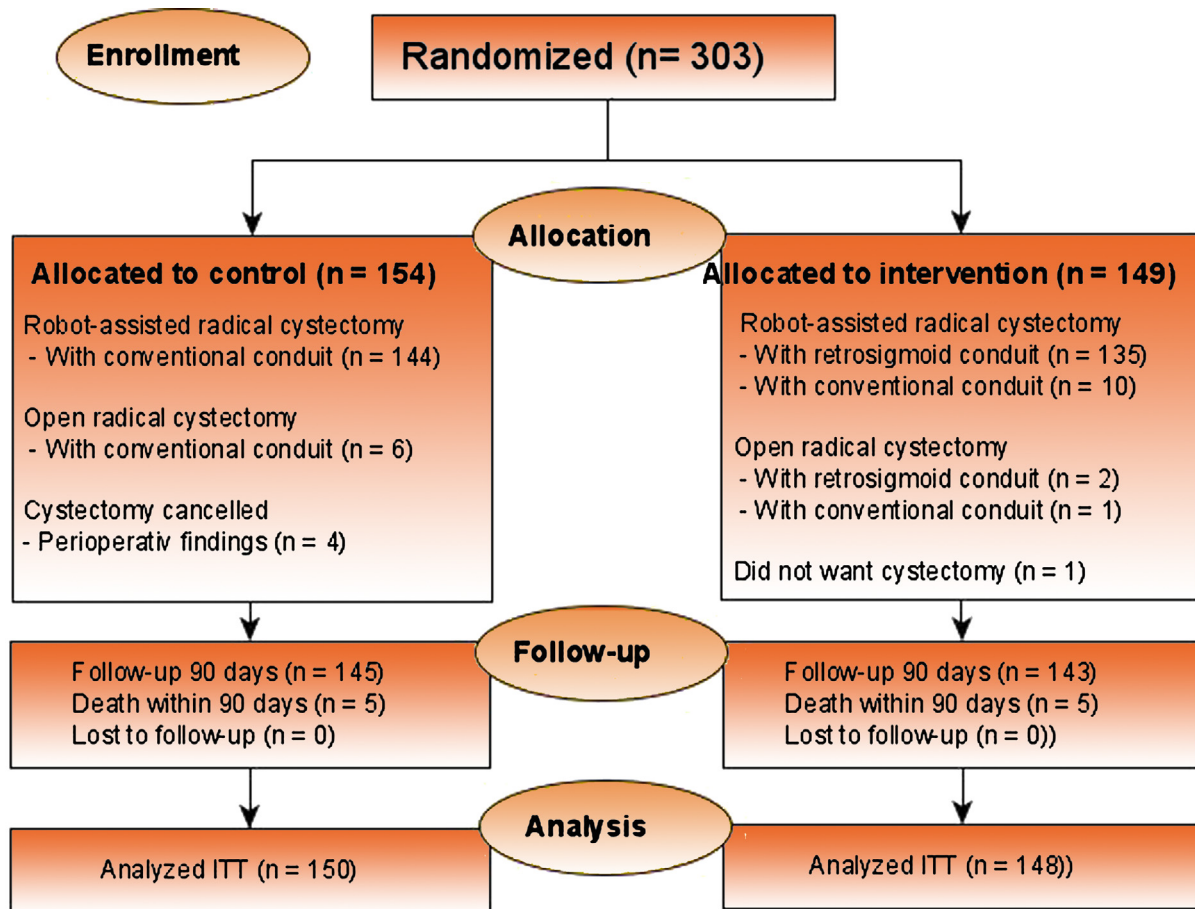 Enrollment
Randomized (n= 303)
Allocation
Allocated to control (n = 154)
Robot-assisted radical cystectomy
- With conventional conduit (n = 144)
Open radical cystectomy
- With conventional conduit (n = 6)
Cystectomy cancelled
- Perioperativ findings (n = 4)
Allocated to intervention (n = 149)
Robot-assisted radical cystectomy
- With retrosigmoid conduit (n = 135)
- With conventional conduit (n = 10)
Open radical cystectomy
- With retrosigmoid conduit (n = 2)
- With conventional conduit (n = 1)
Did not want cystectomy (n = 1)
Follow-up
Follow-up 90 days (n = 145)
Death within 90 days (n = 5)
Lost to follow-up (n = 0)
Follow-up 90 days (n = 143)
Death within 90 days (n = 5)
Lost to follow-up (n = 0))
Analysis
Analyzed ITT (n = 150)
Analyzed ITT (n = 148))